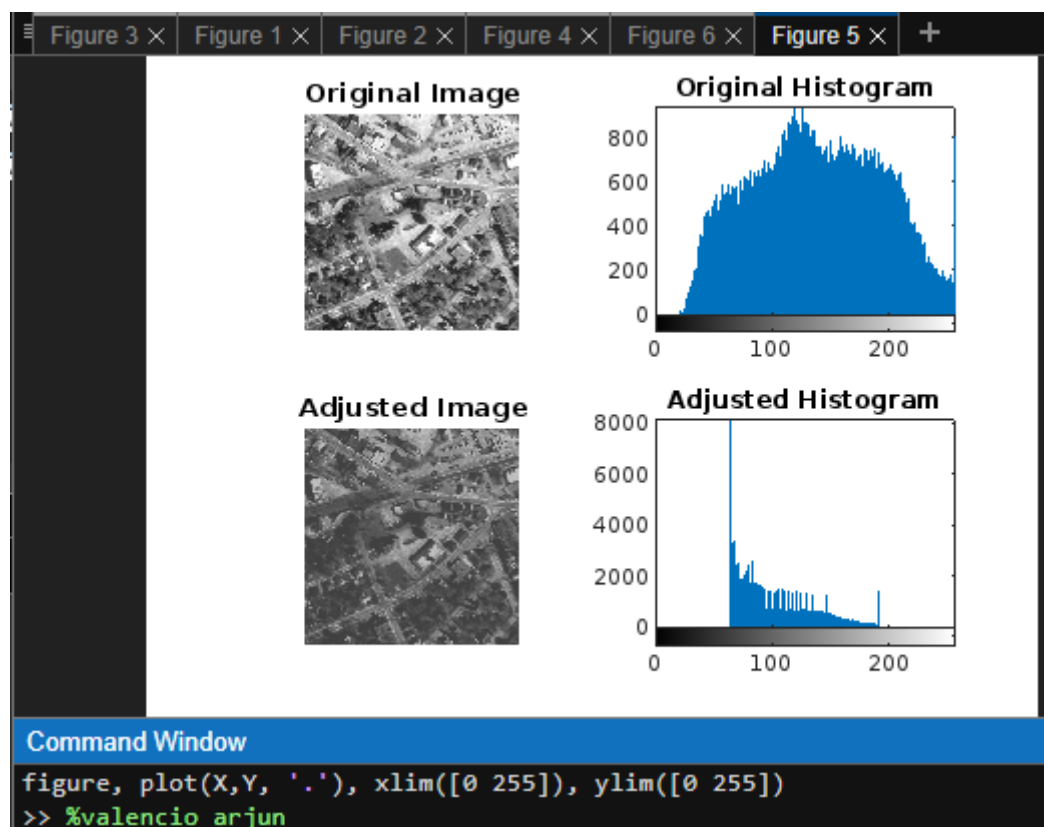 Figure 3 × Figure 1 × Figure 2 × Figure 4 × Figure 6 × Figure 5 × +
Original Image
Original Histogram
800
600
400
200
0
0 100 200
Adjusted Image
Adjusted Histogram
8000
6000
4000
2000
0
0 100 200
Command Window
figure, plot(X,Y, '.'), xlim([0 255]), ylim([0 255])
>> %valencio arjun